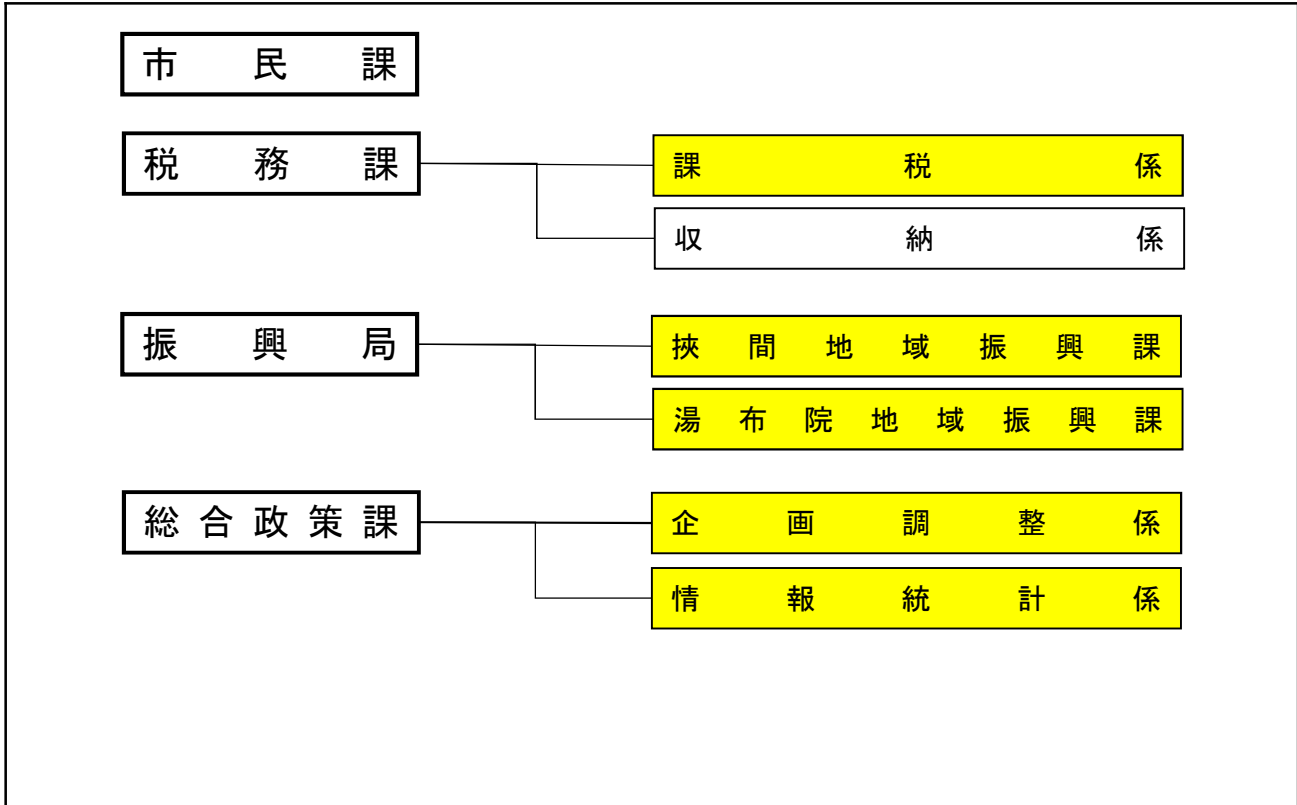 市民課
税務課
課税係
収納係
振興局
挾間地域振興課
湯布院地域振興課
総合政策課
企画調整係
情報統計係